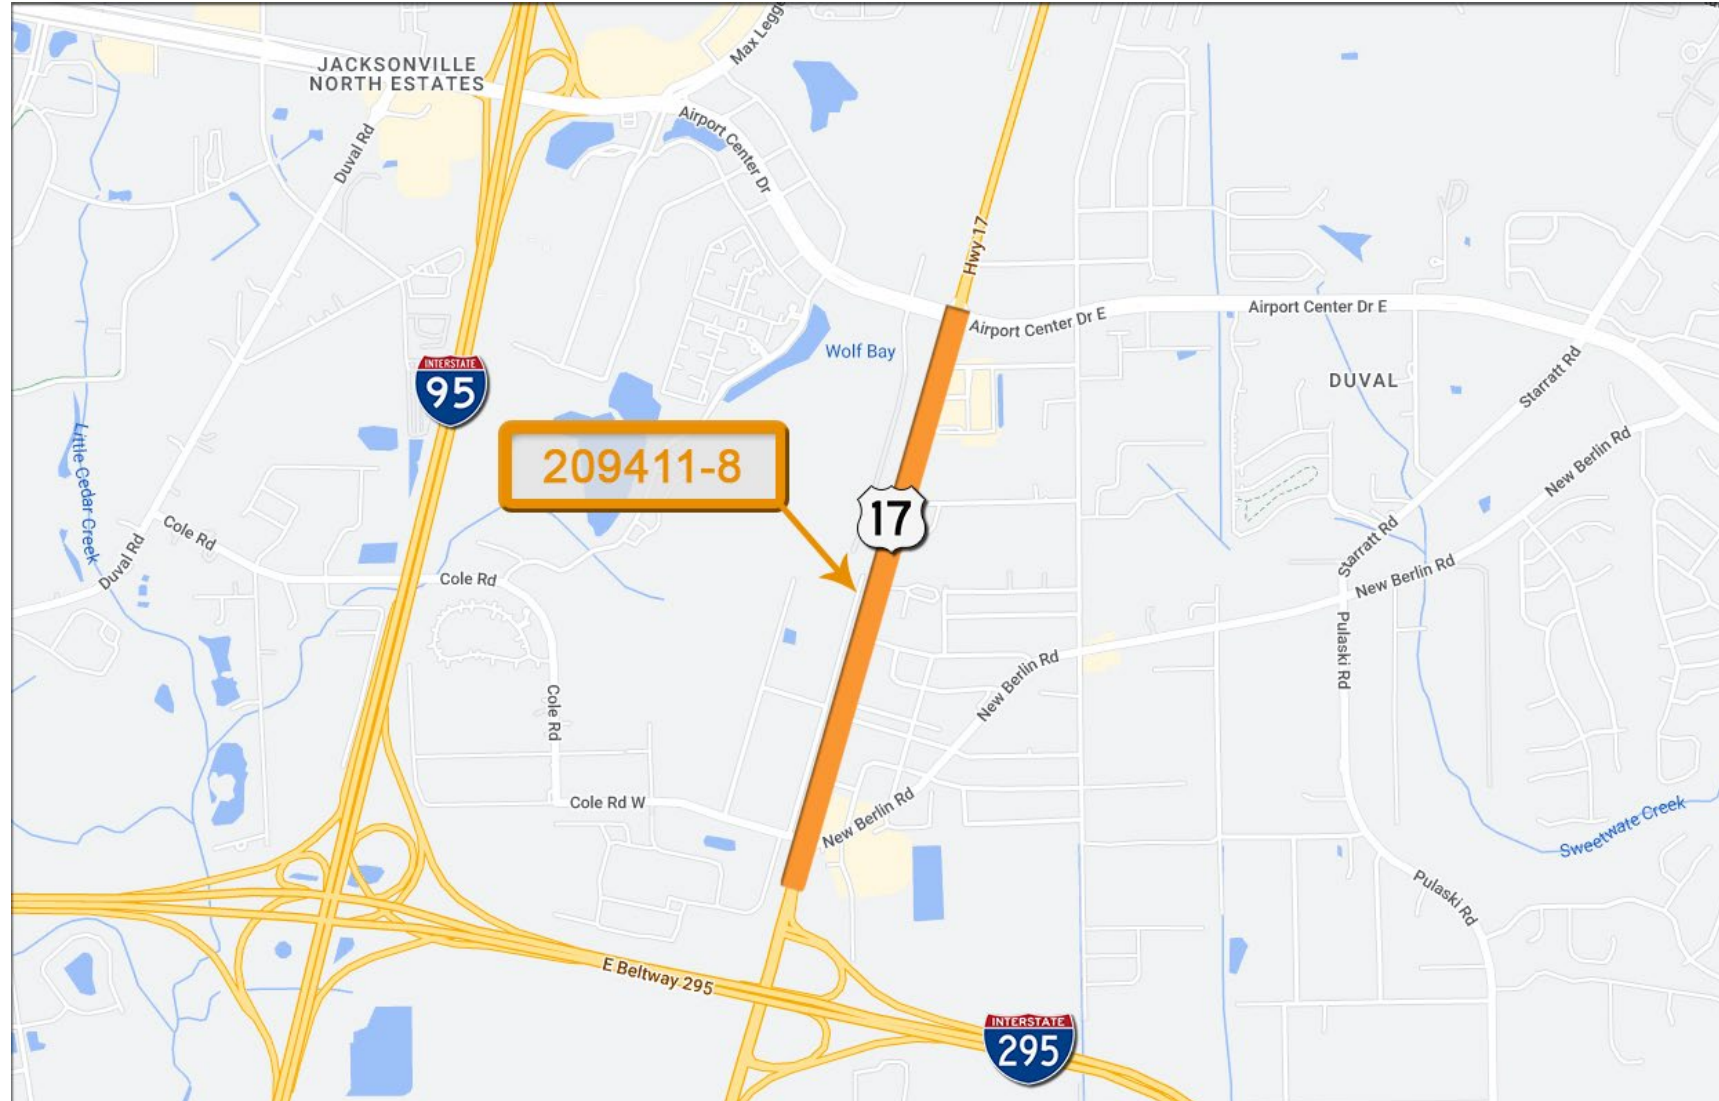 JACKSONVILLE
NORTH ESTATES
Airport Center Dr
Duval Rd
Hwy 17
Airport Center Dr E
Airport Center Dr E
Wolf Bay
INTERSTATE
95
DUVAL
Starratt Rd
Little Cedar Creek
209411-8
New Berlin Rd
17
Cole Rd
Duval Rd
Cole Rd
Starratt Rd
New Berlin Rd
Pulaski Rd
New Berlin Rd
Cole Rd
Cole Rd W
New Berlin Rd
Sweetwate Creek
Pulaski Rd
E Beltway 295
INTERSTATE
295